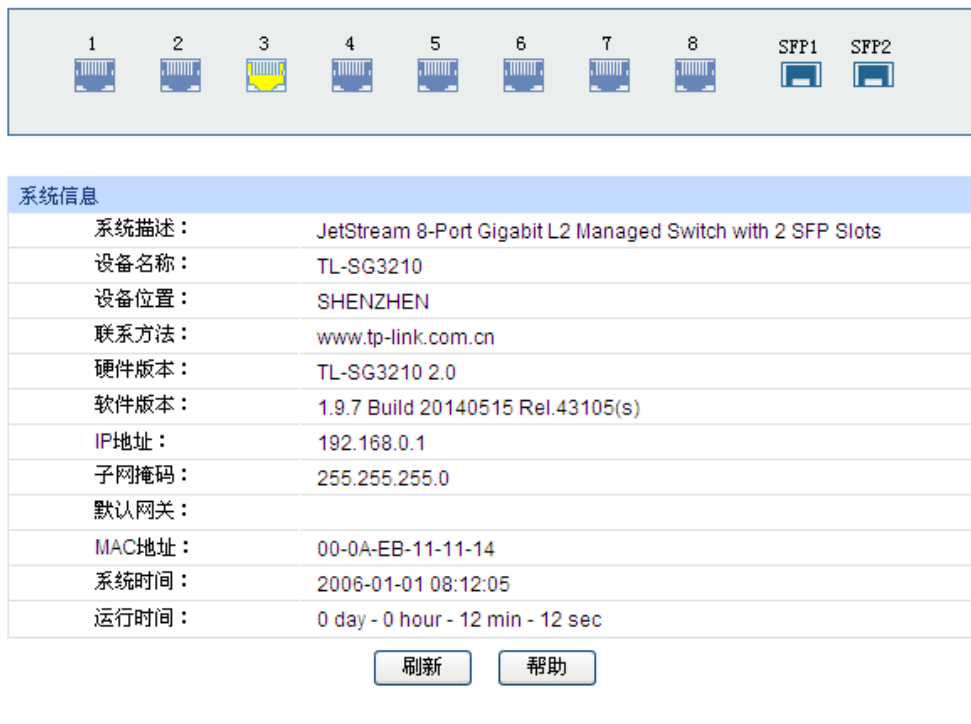 1 2 3 4 5 6 7 8 SFP1 SFP2
系统信息
系统描述： JetStream 8-Port Gigabit L2 Managed Switch with 2 SFP Slots
设备名称： TL-SG3210
设备位置： SHENZHEN
联系方法： www.tp-link.com.cn
硬件版本： TL-SG3210 2.0
软件版本： 1.9.7 Build 20140515 Rel.43105(s)
IP地址： 192.168.0.1
子网掩码： 255.255.255.0
默认网关：
MAC地址： 00-0A-EB-11-11-14
系统时间： 2006-01-01 08:12:05
运行时间： 0 day - 0 hour - 12 min - 12 sec
刷新 帮助